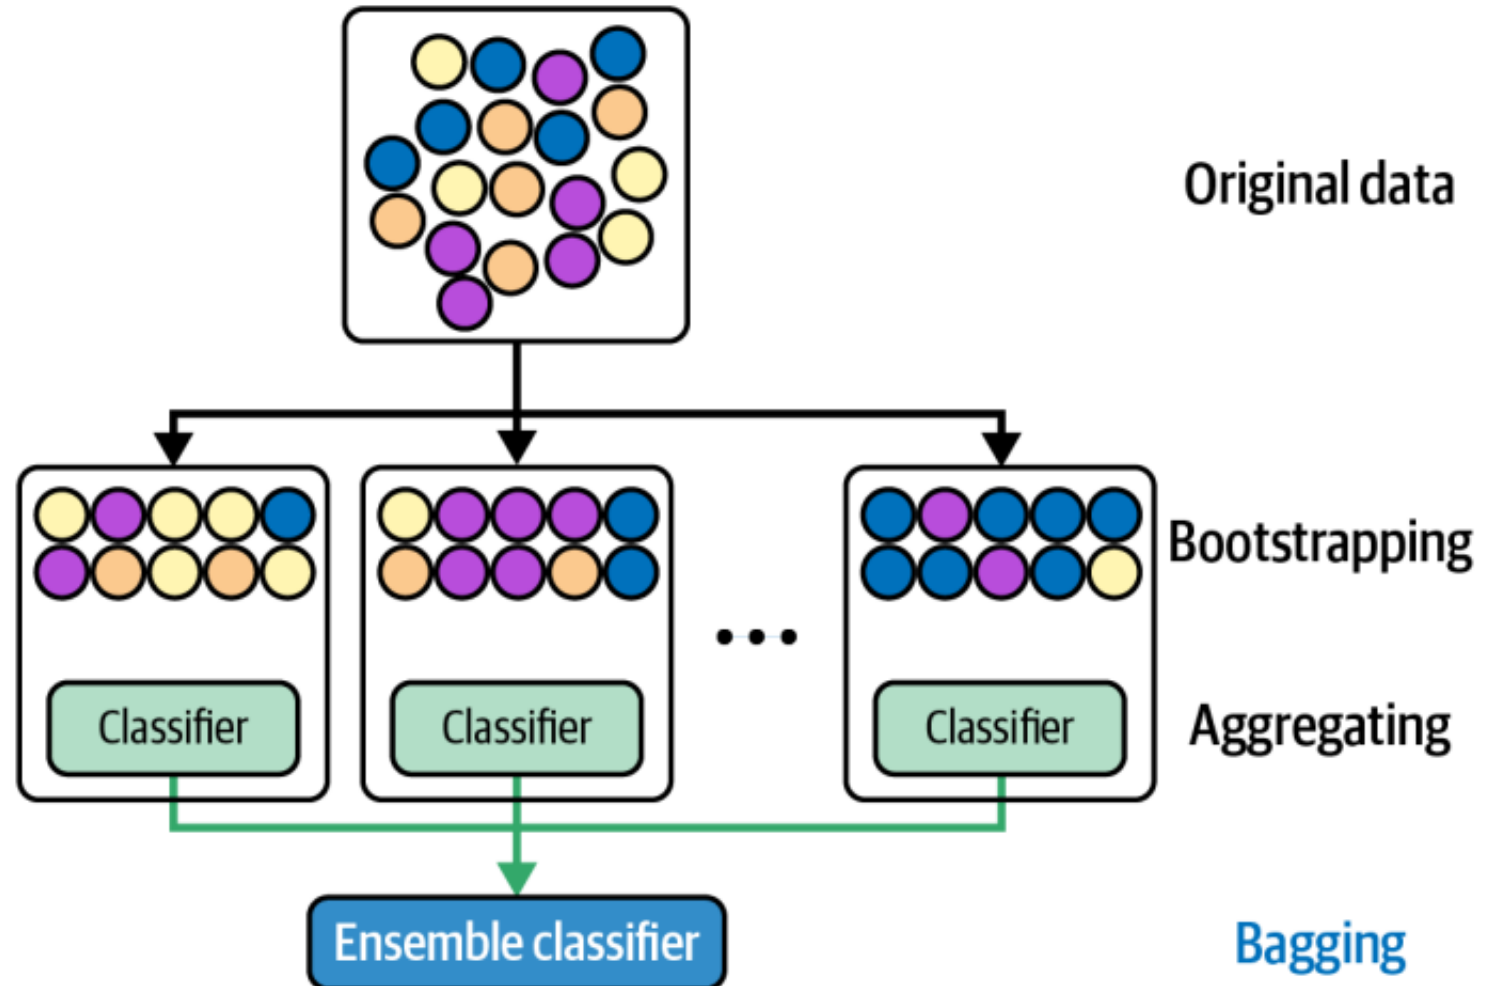 Original data
Bootstrapping
Classifier
Classifier
Classifier
Aggregating
Ensemble classifier
Bagging